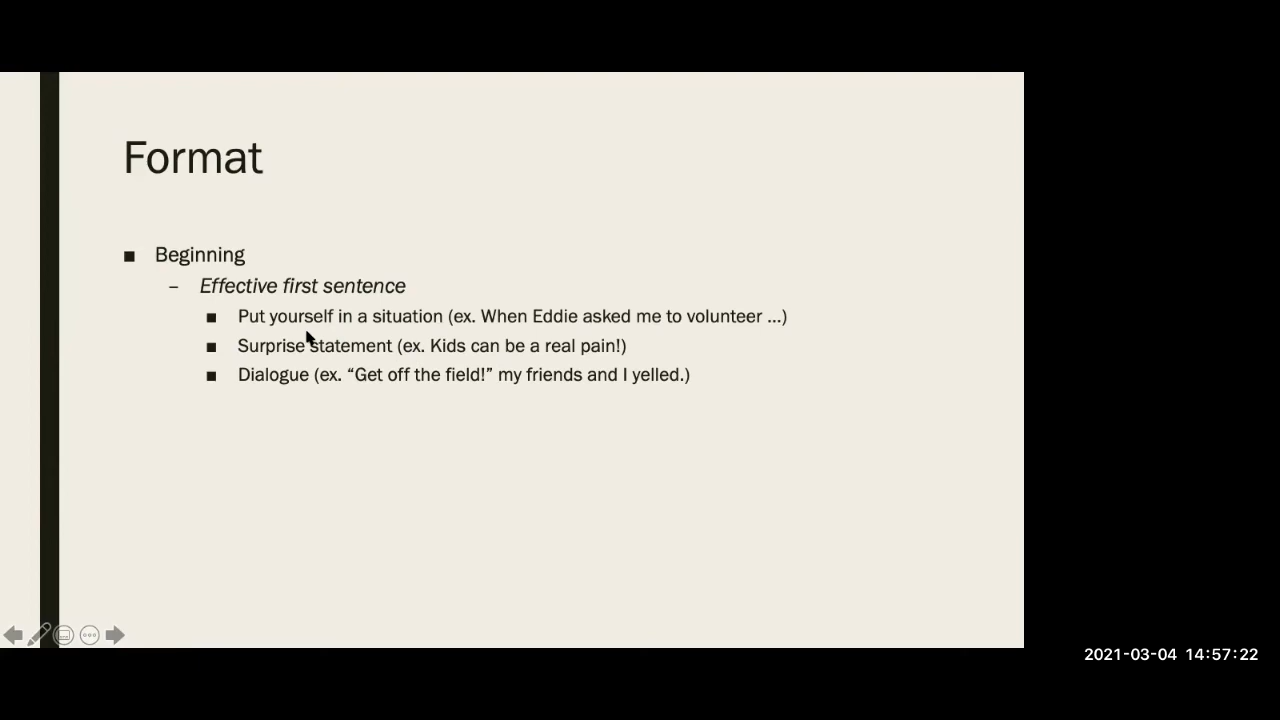 Format
■ Beginning
– Effective first sentence
■ Put yourself in a situation (ex. When Eddie asked me to volunteer ...)
■ Surprise statement (ex. Kids can be a real pain!)
■ Dialogue (ex. “Get off the field!” my friends and I yelled.)
2021-03-04 14:57:22